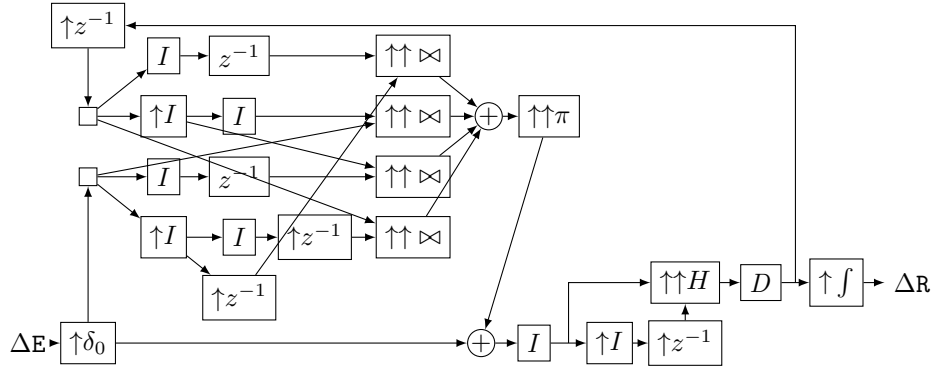 ↑z⁻¹
I z⁻¹ ↑↑ ⋈
↑I I ↑↑ ⋈ + ↑↑π
I z⁻¹ ↑↑ ⋈
↑I I ↑z⁻¹ ↑↑ ⋈
↑z⁻¹ ↑↑H D ↑∫ ΔR
ΔE ↑δ₀ + I ↑I ↑z⁻¹